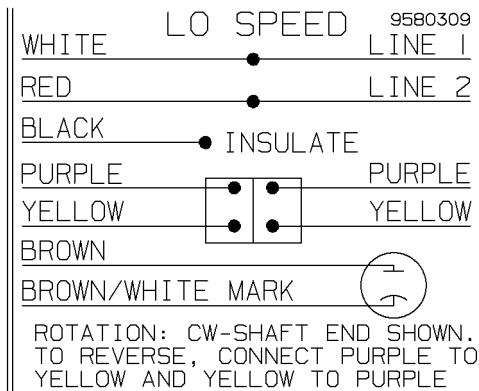 LO SPEED 9580309
WHITE LINE 1
RED LINE 2
BLACK INSULATE
PURPLE PURPLE
YELLOW YELLOW
BROWN
BROWN/WHITE MARK
ROTATION: CW-SHAFT END SHOWN.
TO REVERSE, CONNECT PURPLE TO
YELLOW AND YELLOW TO PURPLE